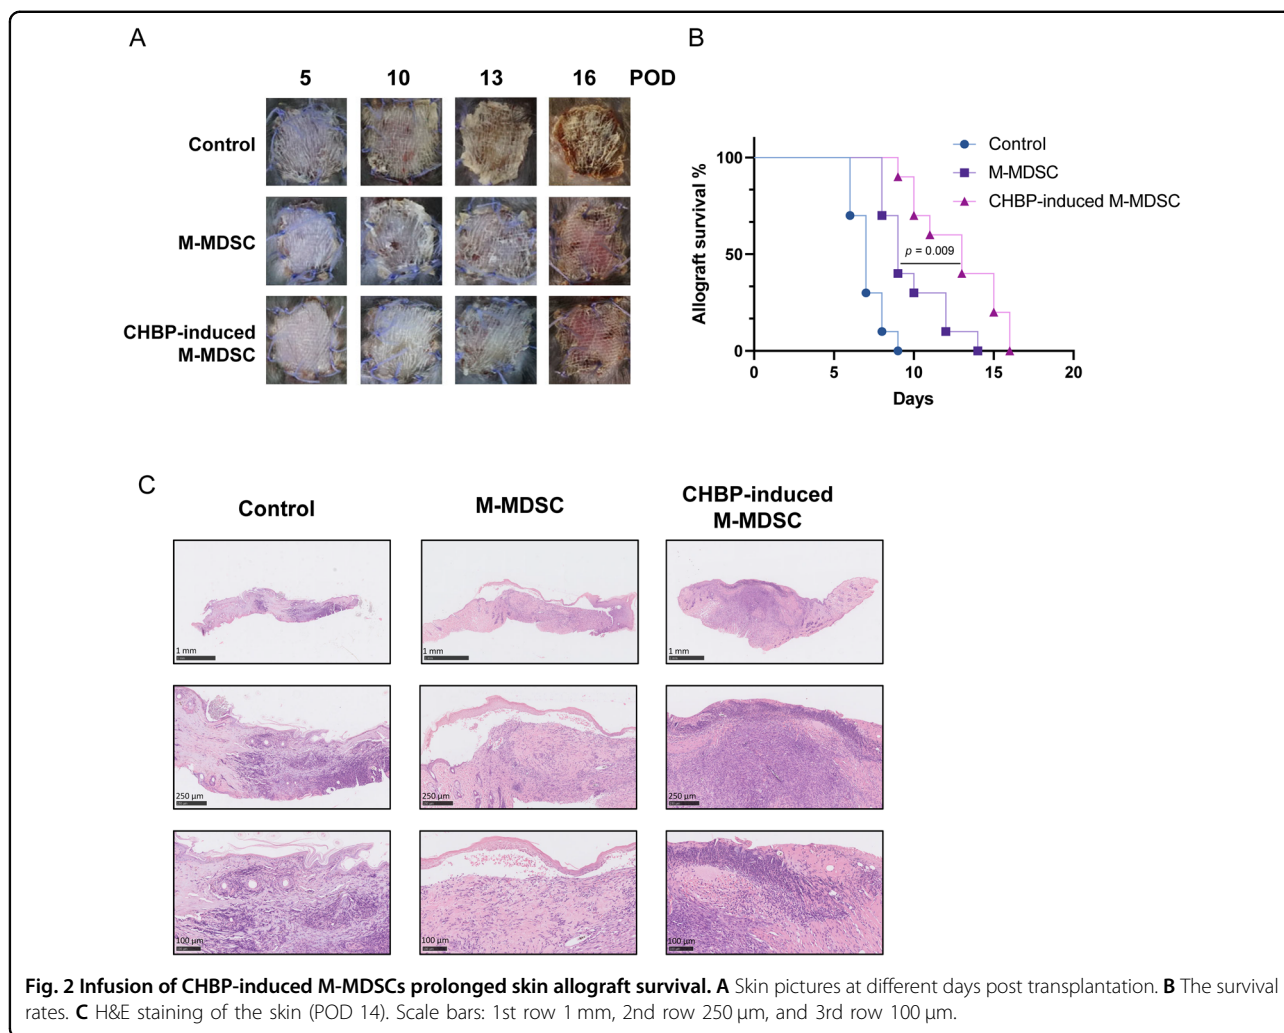 A
5 10 13 16 POD
Control
M-MDSC
CHBP-induced
M-MDSC
B
Allograft survival %
100
50
0
0 5 10 15 20
Days
Control
M-MDSC
CHBP-induced M-MDSC
p = 0.009
C
Control
M-MDSC
CHBP-induced
M-MDSC
1 mm
1 mm
1 mm
250 µm
250 µm
250 µm
100 µm
100 µm
100 µm
Fig. 2 Infusion of CHBP-induced M-MDSCs prolonged skin allograft survival. A Skin pictures at different days post transplantation. B The survival
rates. C H&E staining of the skin (POD 14). Scale bars: 1st row 1 mm, 2nd row 250 µm, and 3rd row 100 µm.